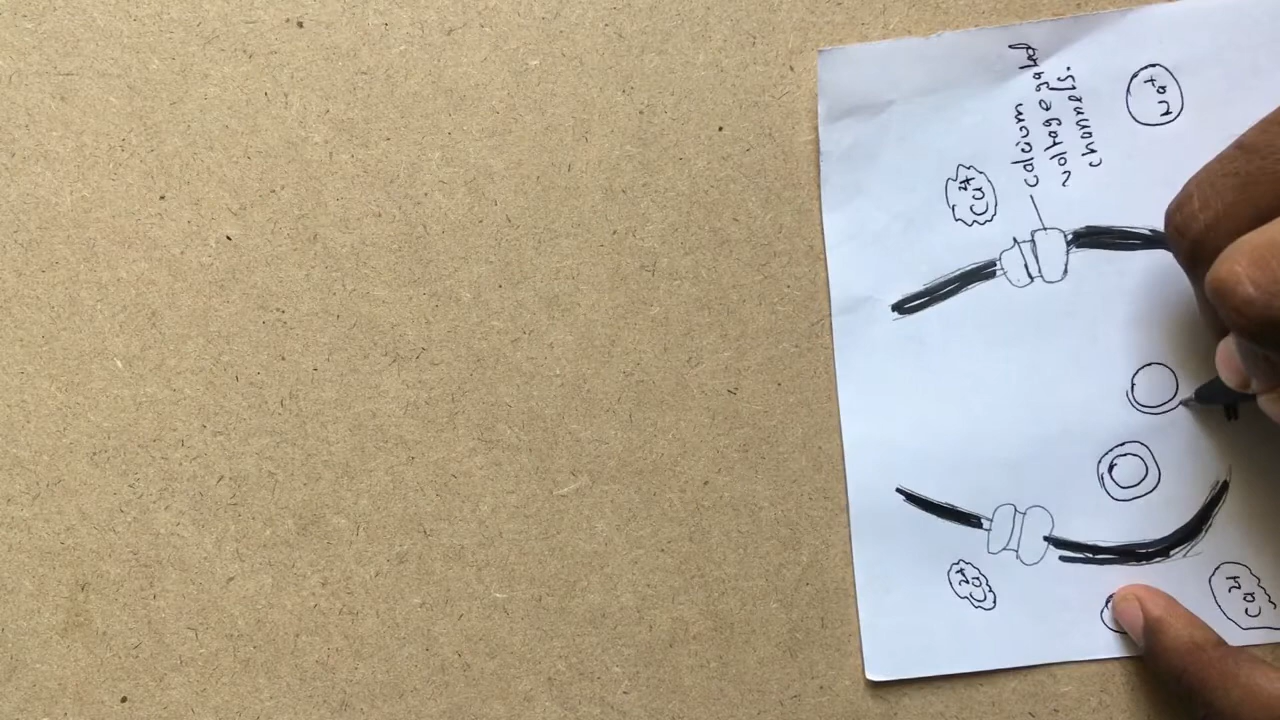 Na+
calcium
voltage gated
channels.
Ca2+
Ca2+
Ca2+